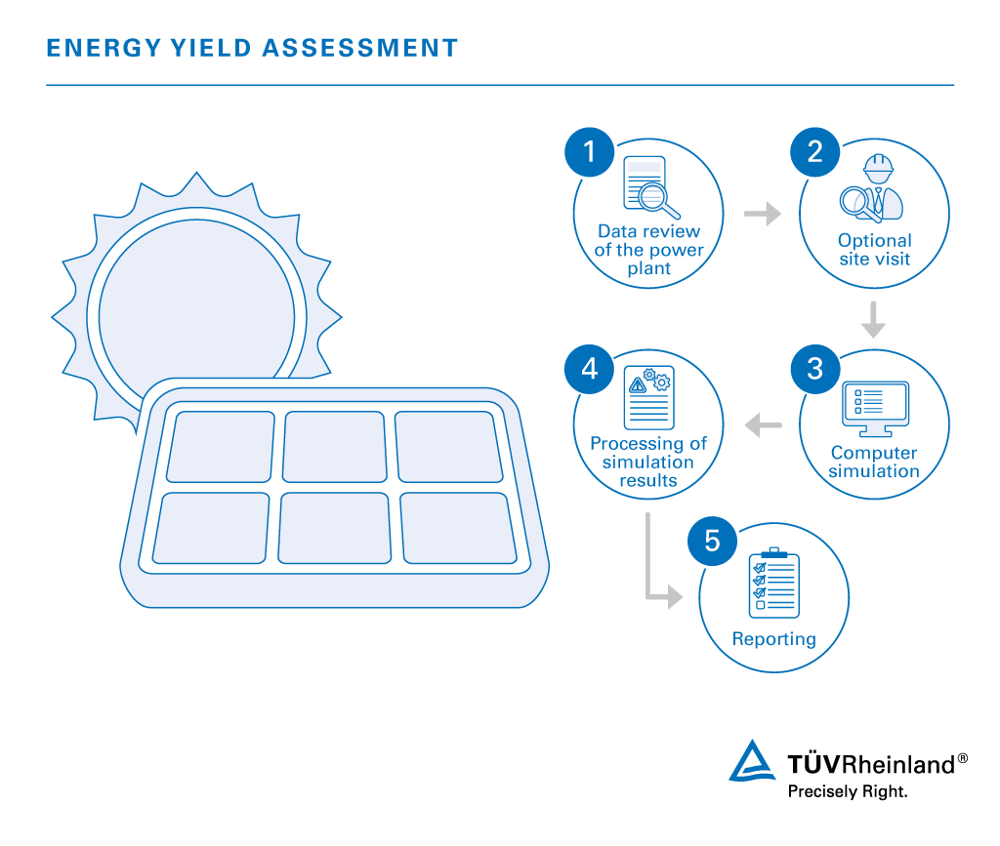 ENERGY YIELD ASSESSMENT
1
Data review
of the power
plant
2
Optional
site visit
3
Computer
simulation
4
Processing of
simulation
results
5
Reporting
TÜVRheinland®
Precisely Right.